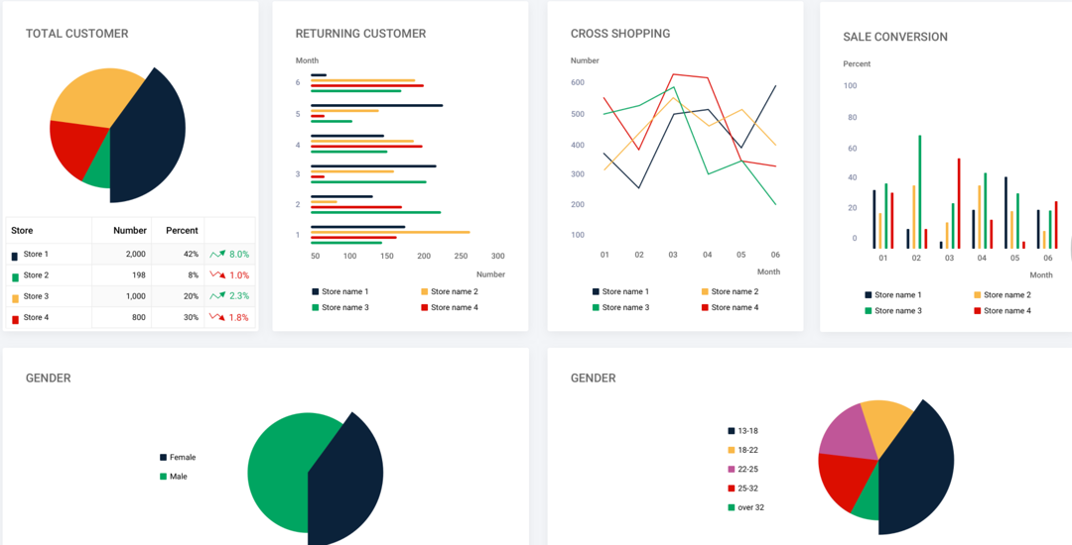 TOTAL CUSTOMER
Store Number Percent
Store 1 2,000 42% 8.0%
Store 2 198 8% 1.0%
Store 3 1,000 20% 2.3%
Store 4 800 30% 1.8%
RETURNING CUSTOMER
Month
6
5
4
3
2
1
50 100 150 200 250 300
Number
Store name 1 Store name 2
Store name 3 Store name 4
CROSS SHOPPING
Number
600
500
400
300
200
100
01 02 03 04 05 06
Month
Store name 1 Store name 2
Store name 3 Store name 4
SALE CONVERSION
Percent
100
80
60
40
20
0
01 02 03 04 05 06
Month
Store name 1 Store name 2
Store name 3 Store name 4
GENDER
Female
Male
GENDER
13-18
18-22
22-25
25-32
over 32